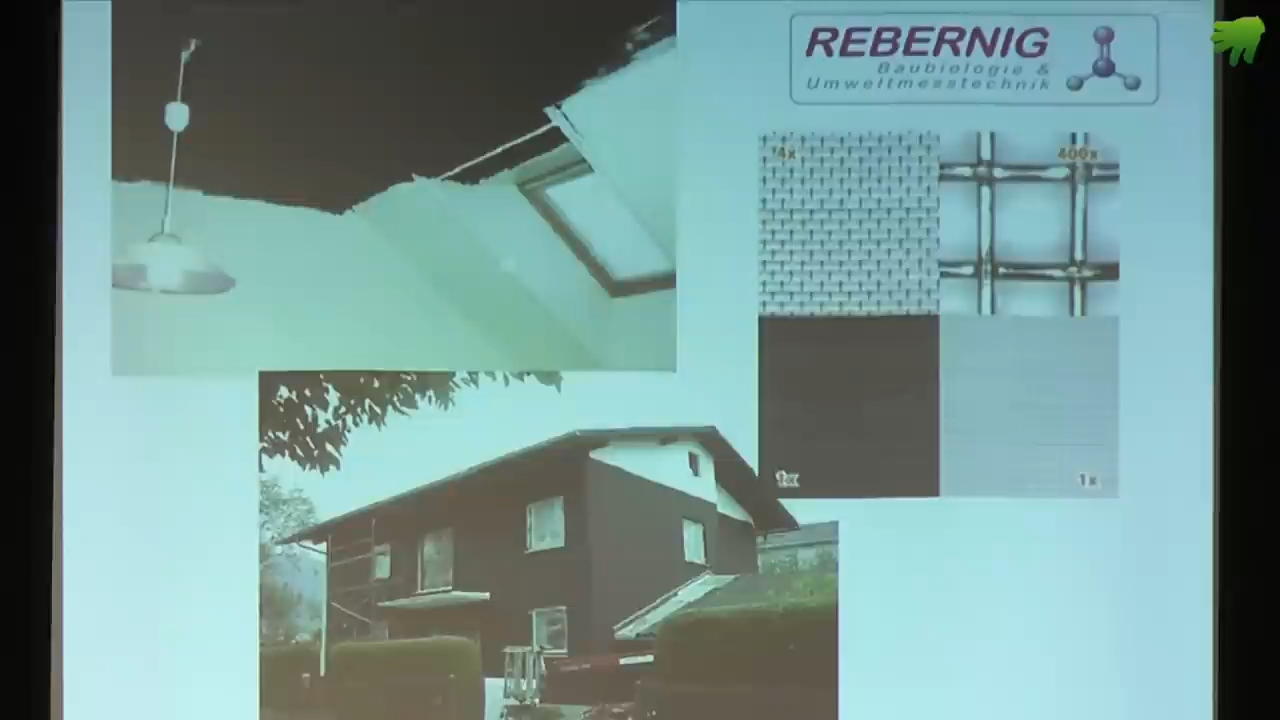 REBERNIG
Baubiologie &
Umweltmesstechnik
400x
1x
1x